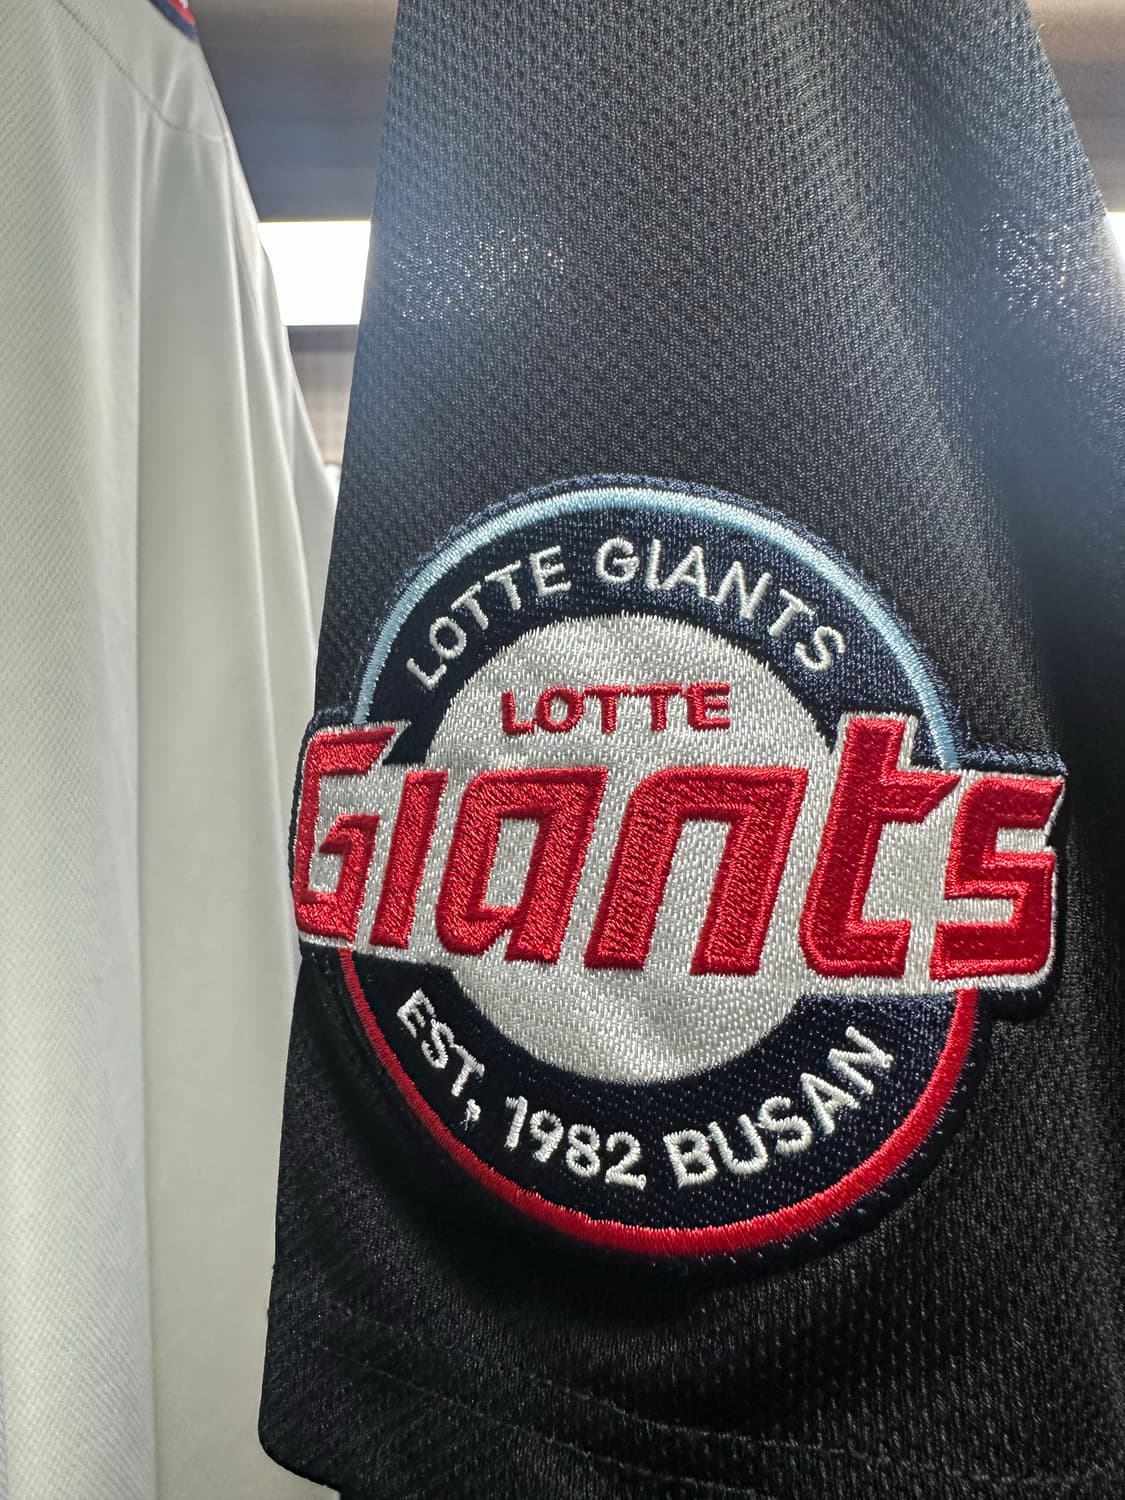 LOTTE GIANTS
LOTTE
Giants
EST, 1982 BUSAN